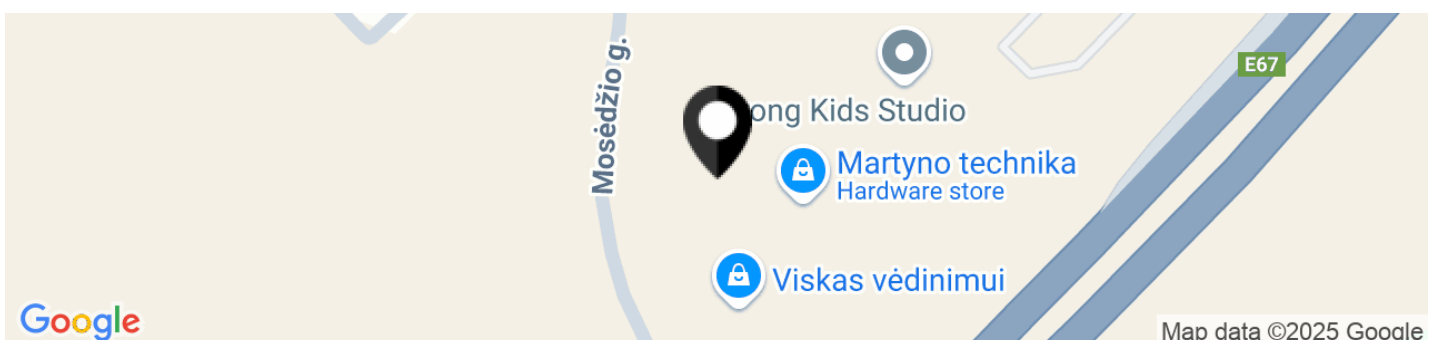 Mosėdžio g.
E67
ong Kids Studio
Martyno technika
Hardware store
Viskas vėdinimui
Google
Map data ©2025 Google